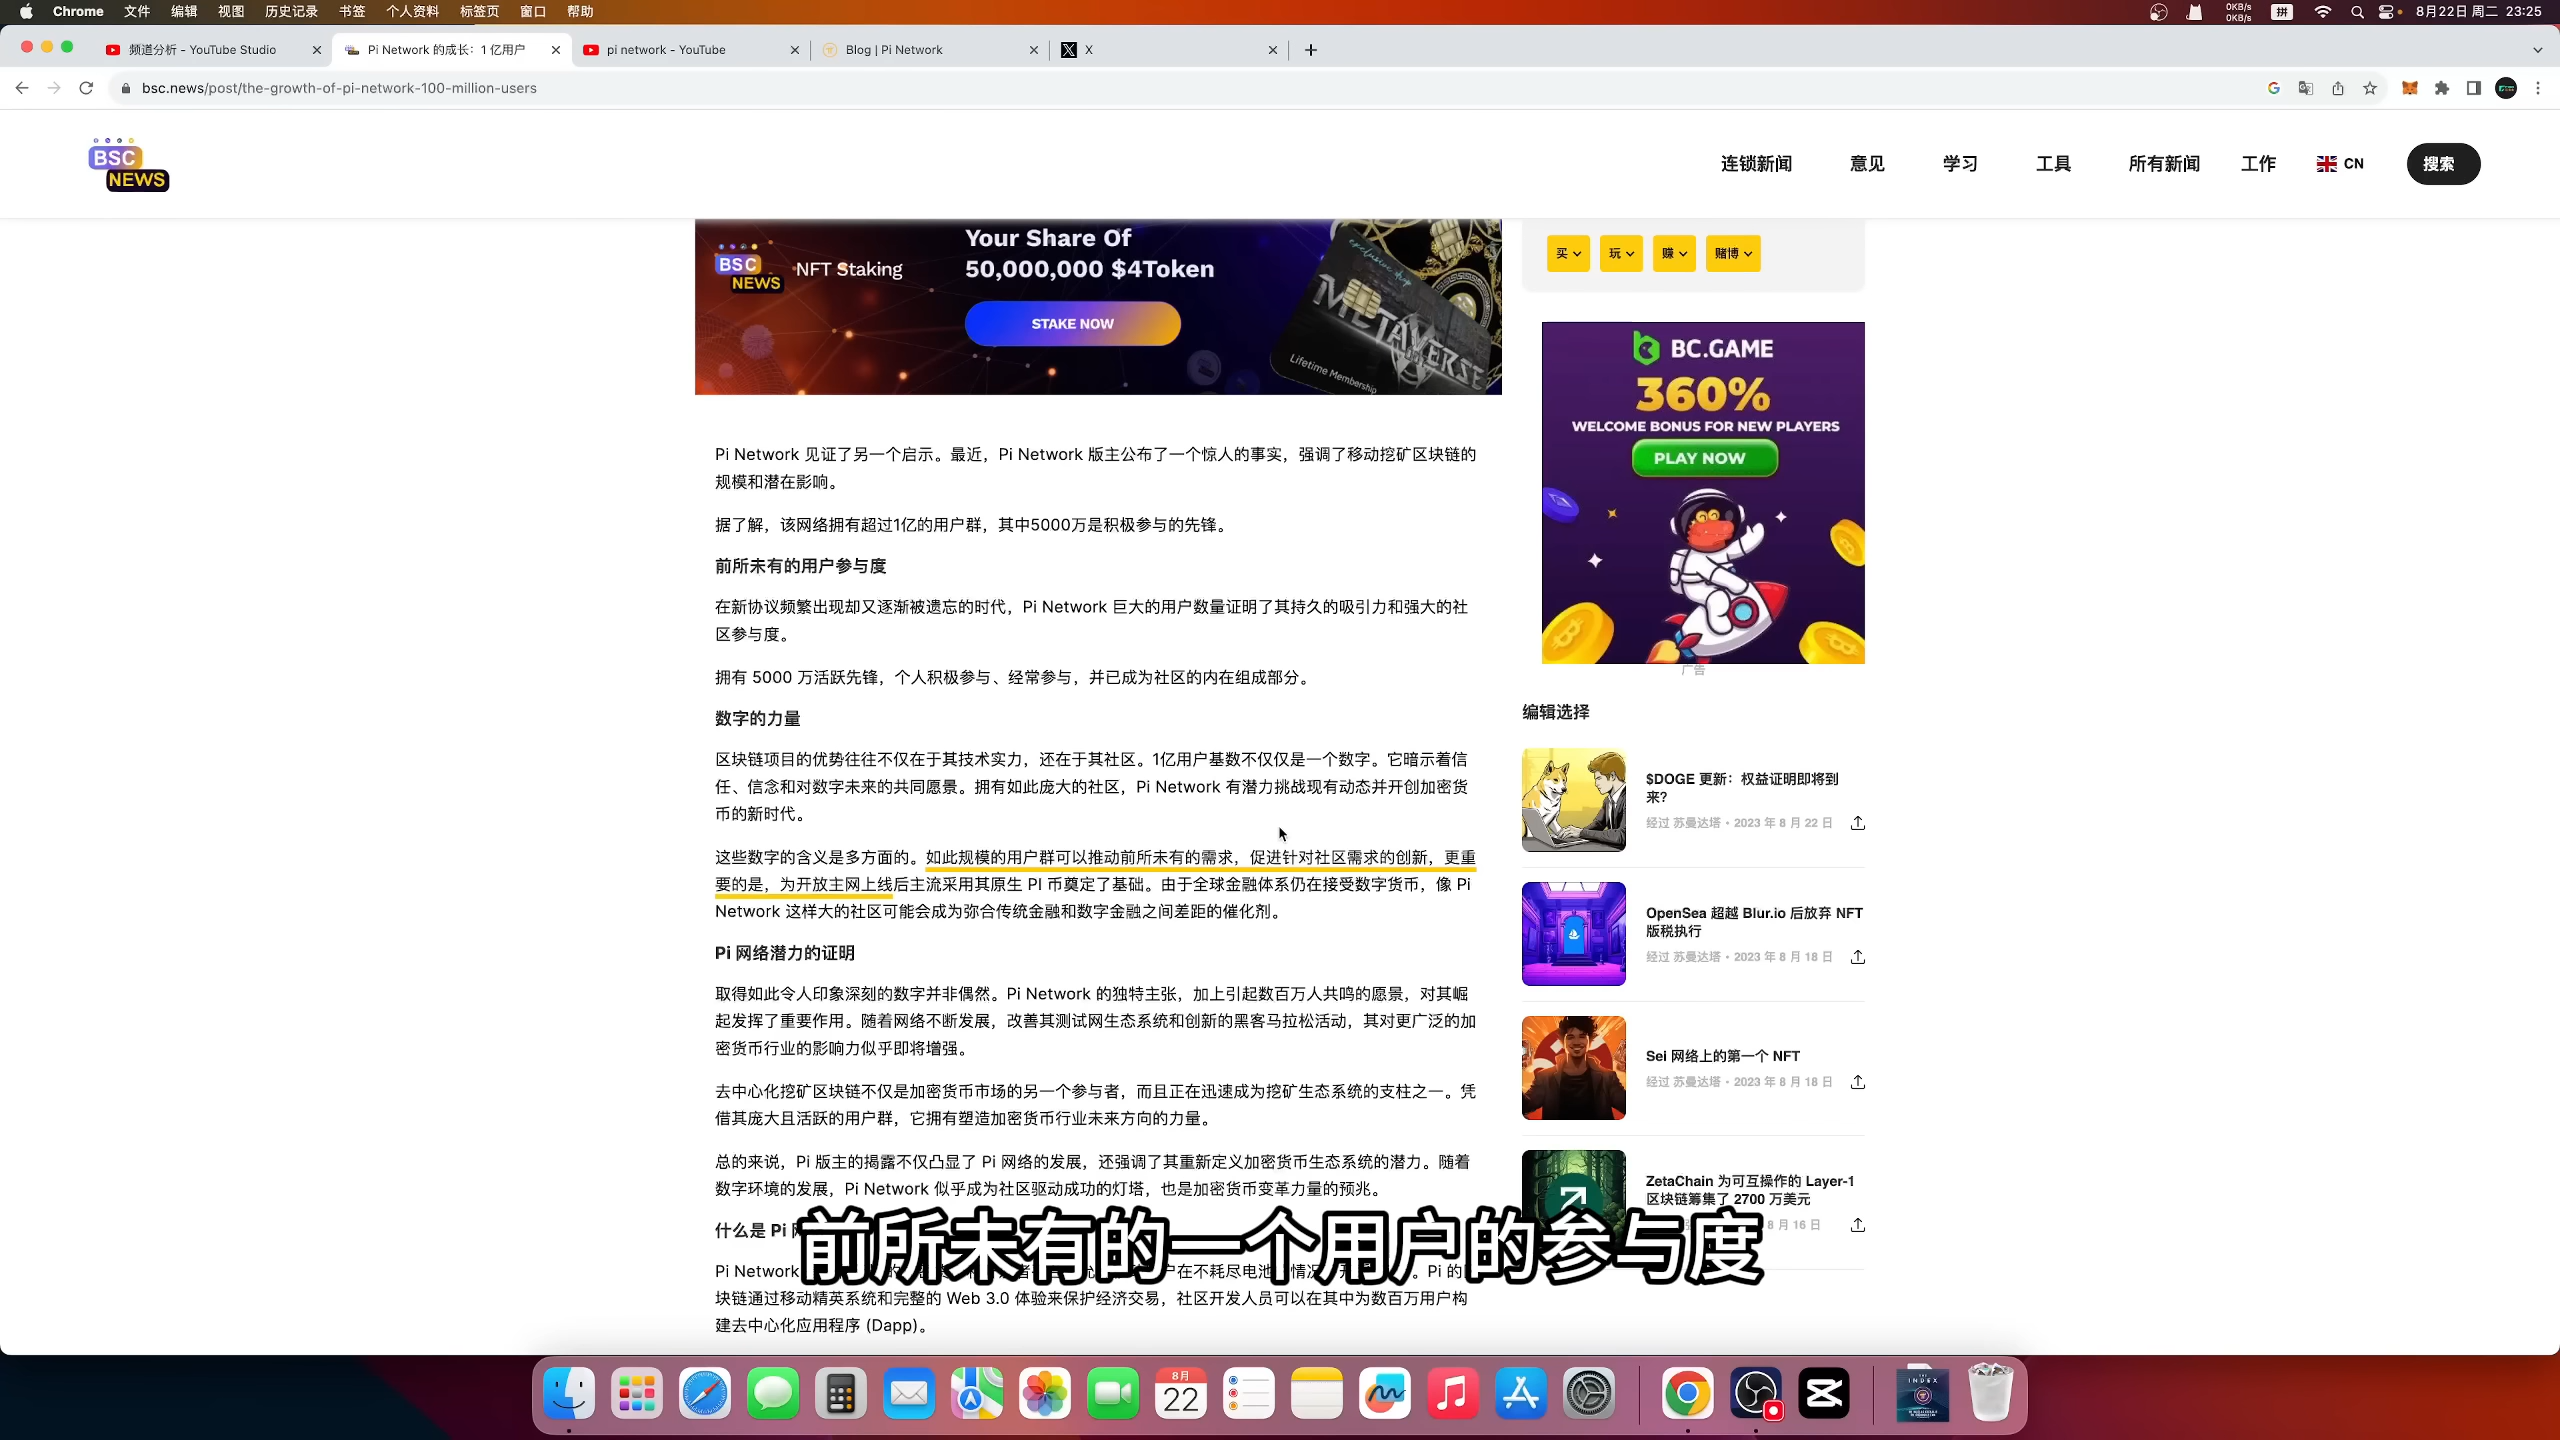 Chrome 文件 编辑 视图 历史记录 书签 个人资料 标签页 窗口 帮助
0KB/s
0KB/s
拼
8月22日 周二 23:25
频道分析 - YouTube Studio
Pi Network 的成长：1 亿用户
pi network - YouTube
Blog | Pi Network
X
bsc.news/post/the-growth-of-pi-network-100-million-users
BSC
NEWS
连锁新闻 意见 学习 工具 所有新闻 工作 CN 搜索
BSC
NEWS
NFT Staking
Your Share Of
50,000,000 $4Token
STAKE NOW
METAVERSE
Lifetime Membership
Pi Network 见证了另一个启示。最近，Pi Network 版主公布了一个惊人的事实，强调了移动挖矿区块链的
规模和潜在影响。
据了解，该网络拥有超过1亿的用户群，其中5000万是积极参与的先锋。
前所未有的用户参与度
在新协议频繁出现却又逐渐被遗忘的时代，Pi Network 巨大的用户数量证明了其持久的吸引力和强大的社
区参与度。
拥有 5000 万活跃先锋，个人积极参与、经常参与，并已成为社区的内在组成部分。
数字的力量
区块链项目的优势往往不仅在于其技术实力，还在于其社区。1亿用户基数不仅仅是一个数字。它暗示着信
任、信念和对数字未来的共同愿景。拥有如此庞大的社区，Pi Network 有潜力挑战现有动态并开创加密货
币的新时代。
这些数字的含义是多方面的。如此规模的用户群可以推动前所未有的需求，促进针对社区需求的创新，更重
要的是，为开放主网上线后主流采用其原生 PI 币奠定了基础。由于全球金融体系仍在接受数字货币，像 Pi
Network 这样大的社区可能会成为弥合传统金融和数字金融之间差距的催化剂。
Pi 网络潜力的证明
取得如此令人印象深刻的数字并非偶然。Pi Network 的独特主张，加上引起数百万人共鸣的愿景，对其崛
起发挥了重要作用。随着网络不断发展，改善其测试网生态系统和创新的黑客马拉松活动，其对更广泛的加
密货币行业的影响力似乎即将增强。
去中心化挖矿区块链不仅是加密货币市场的另一个参与者，而且正在迅速成为挖矿生态系统的支柱之一。凭
借其庞大且活跃的用户群，它拥有塑造加密货币行业未来方向的力量。
总的来说，Pi 版主的揭露不仅凸显了 Pi 网络的发展，还强调了其重新定义加密货币生态系统的潜力。随着
数字环境的发展，Pi Network 似乎成为社区驱动成功的灯塔，也是加密货币变革力量的预兆。
什么是 Pi
Pi Network 户在不耗尽电池 情况 。Pi 的
块链通过移动精英系统和完整的 Web 3.0 体验来保护经济交易，社区开发人员可以在其中为数百万用户构
建去中心化应用程序 (Dapp)。
买 玩 赚 赌博
BC.GAME
360%
WELCOME BONUS FOR NEW PLAYERS
PLAY NOW
广告
编辑选择
$DOGE 更新：权益证明即将到
来？
经过 苏曼达塔 • 2023 年 8 月 22 日
OpenSea 超越 Blur.io 后放弃 NFT
版税执行
经过 苏曼达塔 • 2023 年 8 月 18 日
Sei 网络上的第一个 NFT
经过 苏曼达塔 • 2023 年 8 月 18 日
ZetaChain 为可互操作的 Layer-1
区块链筹集了 2700 万美元
8 月 16 日
前所未有的一个用户的参与度
8月
22
INDEX